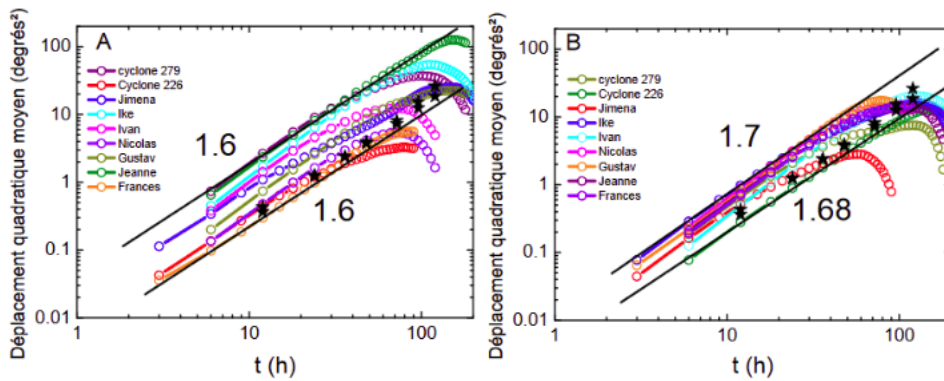 A
Déplacement quadratique moyen (degrés²)
100
10
1
0.1
0.01
cyclone 279
Cyclone 226
Jimena
Ike
Ivan
Nicolas
Gustav
Jeanne
Frances
1.6
1.6
1
10
100
t (h)
B
Déplacement quadratique moyen (degrés²)
100
10
1
0.1
0.01
cyclone 279
Cyclone 226
Jimena
Ike
Ivan
Nicolas
Gustav
Jeanne
Frances
1.7
1.68
1
10
100
t (h)